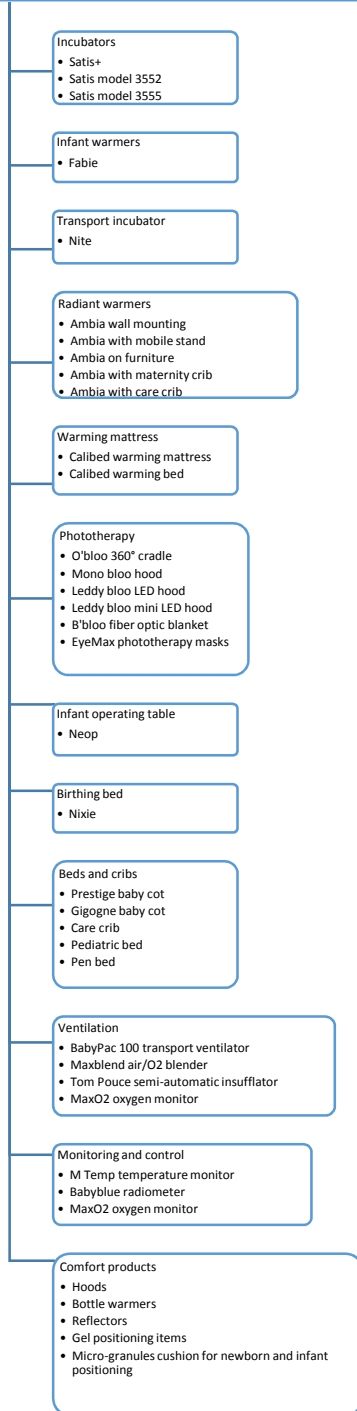 Incubators
• Satis+
• Satis model 3552
• Satis model 3555
Infant warmers
• Fabie
Transport incubator
• Nite
Radiant warmers
• Ambia wall mounting
• Ambia with mobile stand
• Ambia on furniture
• Ambia with maternity crib
• Ambia with care crib
Warming mattress
• Calibed warming mattress
• Calibed warming bed
Phototherapy
• O'bloo 360° cradle
• Mono bloo hood
• Leddy bloo LED hood
• Leddy bloo mini LED hood
• B'bloo fiber optic blanket
• EyeMax phototherapy masks
Infant operating table
• Neop
Birthing bed
• Nixie
Beds and cribs
• Prestige baby cot
• Gigogne baby cot
• Care crib
• Pediatric bed
• Pen bed
Ventilation
• BabyPac 100 transport ventilator
• Maxblend air/O2 blender
• Tom Pouce semi-automatic insufflator
• MaxO2 oxygen monitor
Monitoring and control
• M Temp temperature monitor
• Babyblue radiometer
• MaxO2 oxygen monitor
Comfort products
• Hoods
• Bottle warmers
• Reflectors
• Gel positioning items
• Micro-granules cushion for newborn and infant
positioning